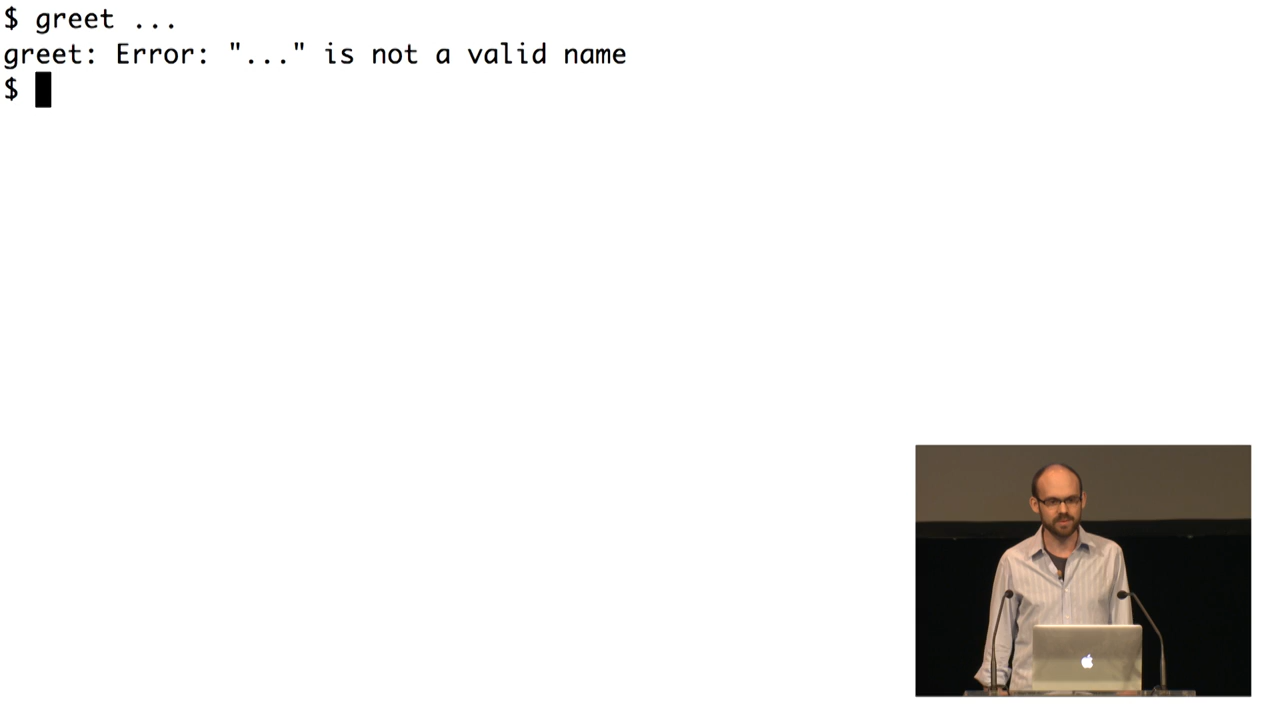 $ greet ...
greet: Error: "..." is not a valid name
$